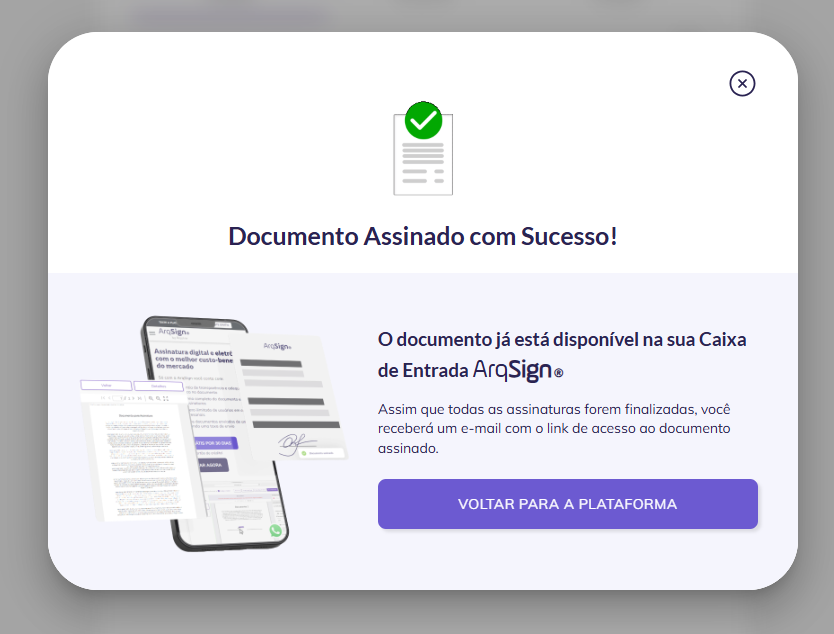 Documento Assinado com Sucesso!
ArqSign
Assinatura digital e eletrô
com o melhor custo-bene
do mercado
ArqSign
O documento já está disponível na sua Caixa
de Entrada ArqSign®
Assim que todas as assinaturas forem finalizadas, você
receberá um e-mail com o link de acesso ao documento
assinado.
VOLTAR PARA A PLATAFORMA